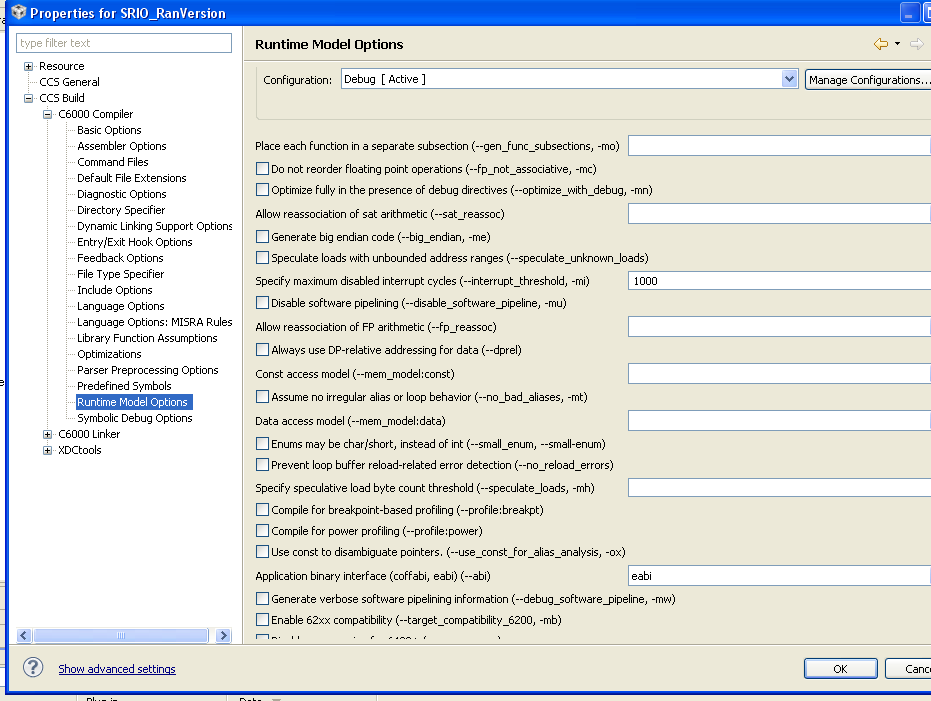 Properties for SRIO_RanVersion
type filter text
Resource
CCS General
CCS Build
C6000 Compiler
Basic Options
Assembler Options
Command Files
Default File Extensions
Diagnostic Options
Directory Specifier
Dynamic Linking Support Options
Entry/Exit Hook Options
Feedback Options
File Type Specifier
Include Options
Language Options
Language Options: MISRA Rules
Library Function Assumptions
Optimizations
Parser Preprocessing Options
Predefined Symbols
Runtime Model Options
Symbolic Debug Options
C6000 Linker
XDCtools
Runtime Model Options
Configuration: Debug [ Active ] Manage Configurations...
Place each function in a separate subsection (--gen_func_subsections, -mo)
Do not reorder floating point operations (--fp_not_associative, -mc)
Optimize fully in the presence of debug directives (--optimize_with_debug, -mn)
Allow reassociation of sat arithmetic (--sat_reassoc)
Generate big endian code (--big_endian, -me)
Speculate loads with unbounded address ranges (--speculate_unknown_loads)
Specify maximum disabled interrupt cycles (--interrupt_threshold, -mi) 1000
Disable software pipelining (--disable_software_pipeline, -mu)
Allow reassociation of FP arithmetic (--fp_reassoc)
Always use DP-relative addressing for data (--dprel)
Const access model (--mem_model:const)
Assume no irregular alias or loop behavior (--no_bad_aliases, -mt)
Data access model (--mem_model:data)
Enums may be char/short, instead of int (--small_enum, --small-enum)
Prevent loop buffer reload-related error detection (--no_reload_errors)
Specify speculative load byte count threshold (--speculate_loads, -mh)
Compile for breakpoint-based profiling (--profile:breakpt)
Compile for power profiling (--profile:power)
Use const to disambiguate pointers. (--use_const_for_alias_analysis, -ox)
Application binary interface (coffabi, eabi) (--abi) eabi
Generate verbose software pipelining information (--debug_software_pipeline, -mw)
Enable 62xx compatibility (--target_compatibility_6200, -mb)
Show advanced settings
OK
Canc